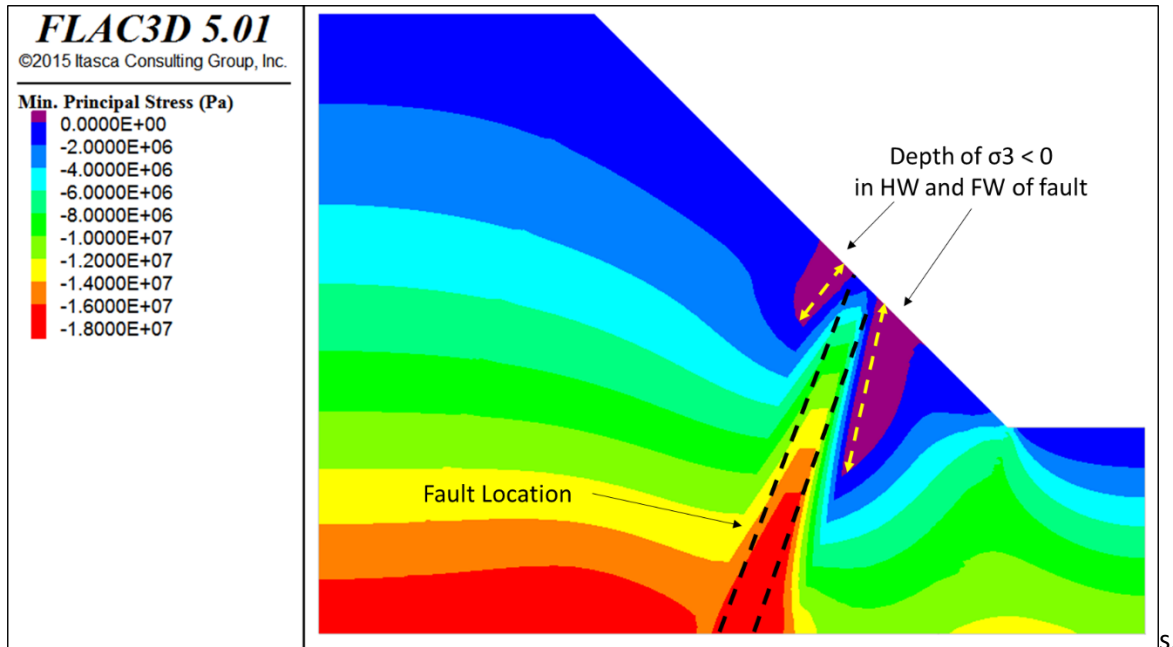 FLAC3D 5.01
©2015 Itasca Consulting Group, Inc.
Min. Principal Stress (Pa)
0.0000E+00
-2.0000E+06
-4.0000E+06
-6.0000E+06
-8.0000E+06
-1.0000E+07
-1.2000E+07
-1.4000E+07
-1.6000E+07
-1.8000E+07
Depth of σ3 < 0
in HW and FW of fault
Fault Location
s